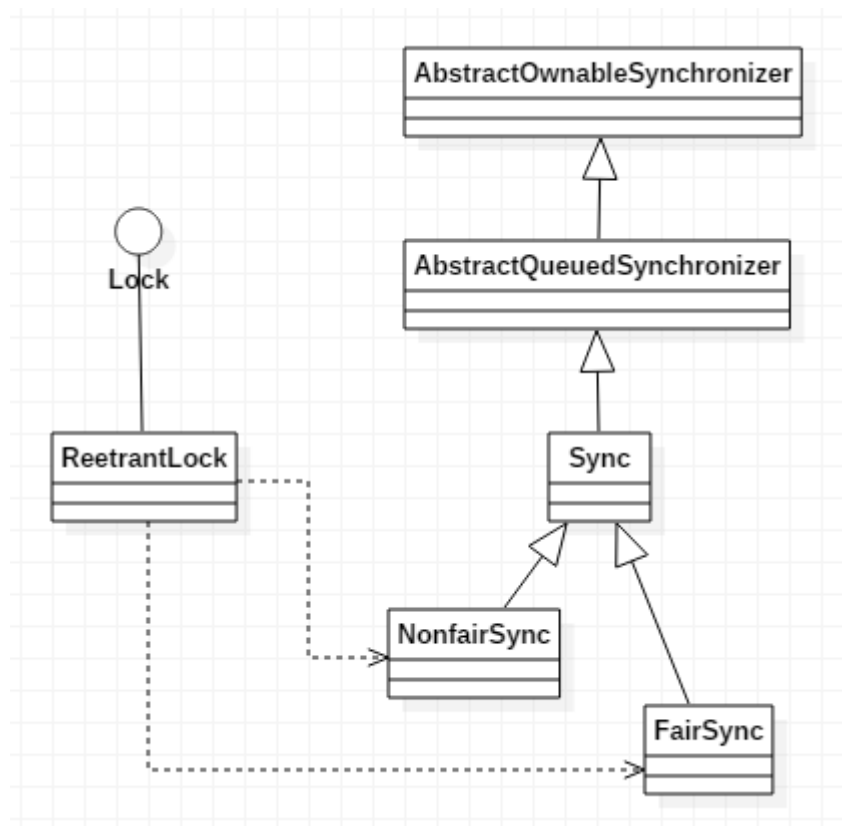 AbstractOwnableSynchronizer
Lock
AbstractQueuedSynchronizer
ReetrantLock
Sync
NonfairSync
FairSync